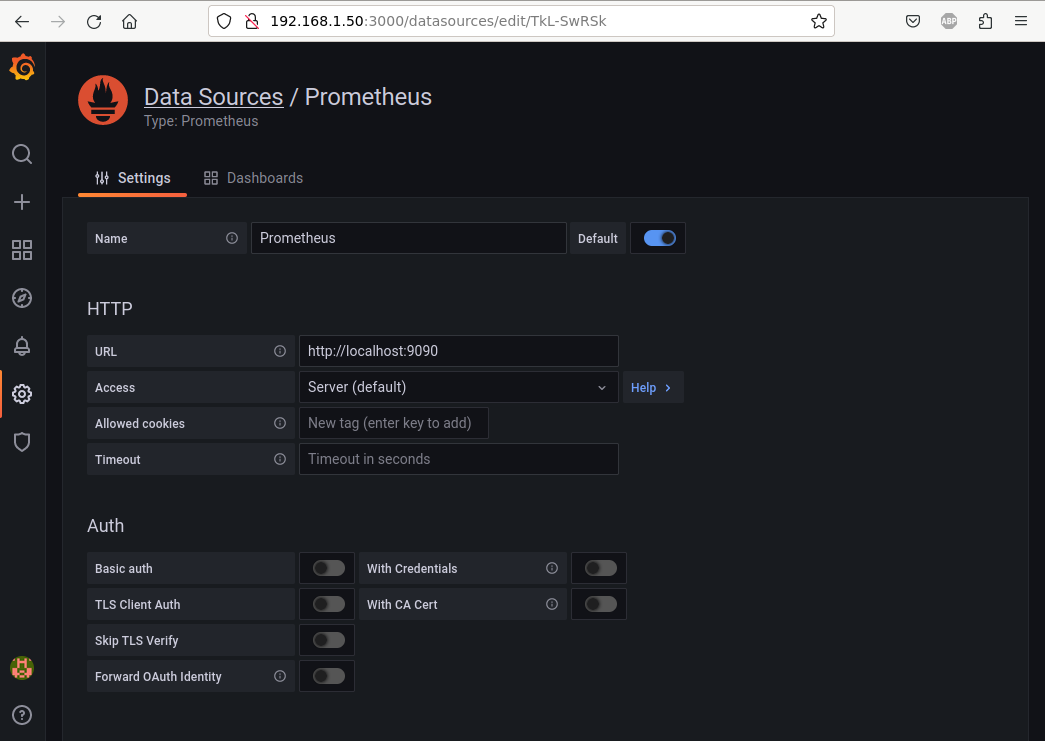 192.168.1.50:3000/datasources/edit/TkL-SwRSk
ABP
Data Sources / Prometheus
Type: Prometheus
Settings Dashboards
Name Prometheus Default
HTTP
URL http://localhost:9090
Access Server (default) Help
Allowed cookies New tag (enter key to add)
Timeout Timeout in seconds
Auth
Basic auth With Credentials
TLS Client Auth With CA Cert
Skip TLS Verify
Forward OAuth Identity